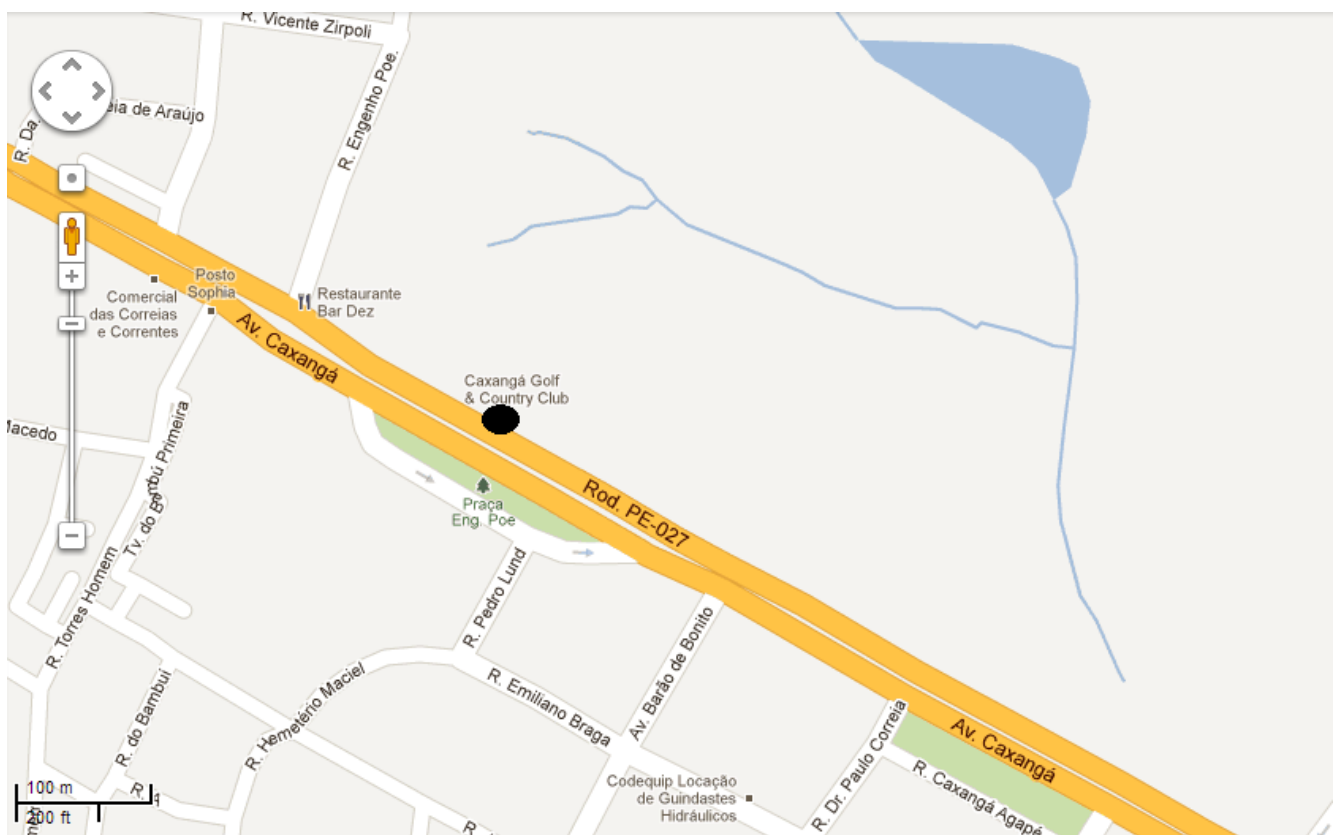 R. Vicente Zirpoli
R. Engenho Poe.
eia de Araújo
R. Da.
Posto
Sophia
Comercial
das Correias
e Correntes
Restaurante
Bar Dez
Av. Caxangá
Caxangá Golf
& Country Club
Rod. PE-027
Praça
Eng. Poe
Macedo
Tv. do Bambú Primeira
R. Torres Homem
R. Pedro Lund
R. do Bambuí
R. Hemetério Maciel
R. Emiliano Braga
Av. Barão de Bonito
R. Dr. Paulo Correia
Av. Caxangá
R. Caxangá Agapé
Codequip Locação
de Guindastes
Hidráulicos
100 m
200 ft